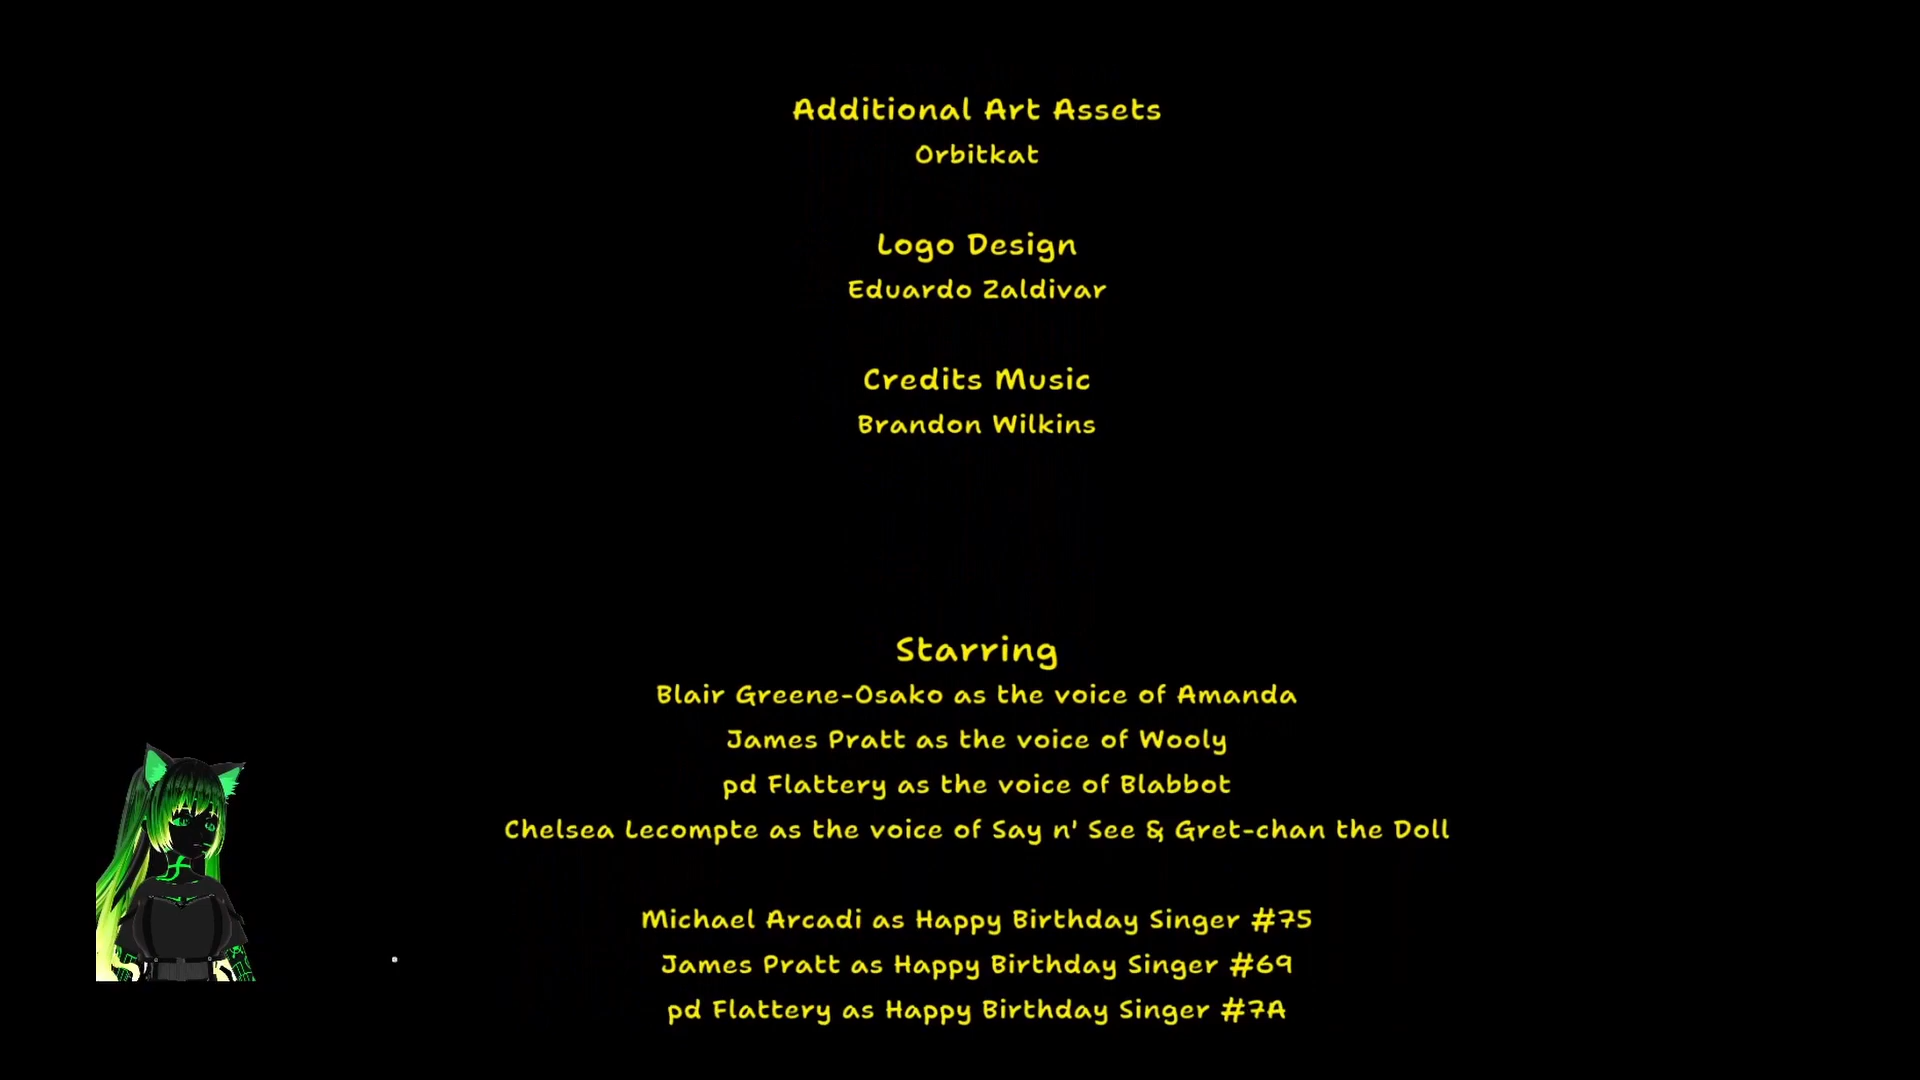 Additional Art Assets
Orbitkat
Logo Design
Eduardo Zaldivar
Credits Music
Brandon Wilkins
Starring
Blair Greene-Osako as the voice of Amanda
James Pratt as the voice of Wooly
pd Flattery as the voice of Blabbot
Chelsea Lecompte as the voice of Say n' See & Gret-chan the Doll
Michael Arcadi as Happy Birthday Singer #75
James Pratt as Happy Birthday Singer #69
pd Flattery as Happy Birthday Singer #7A